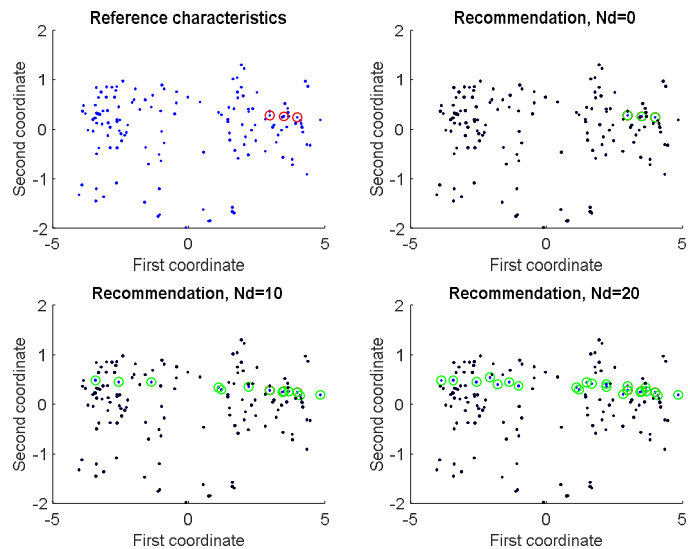 Reference characteristics
Recommendation, Nd=0
2
1
0
-1
-2
Second coordinate
-5
0
5
First coordinate
2
1
0
-1
-2
Second coordinate
-5
0
5
First coordinate
Recommendation, Nd=10
Recommendation, Nd=20
2
1
0
-1
-2
Second coordinate
-5
0
5
First coordinate
2
1
0
-1
-2
Second coordinate
-5
0
5
First coordinate